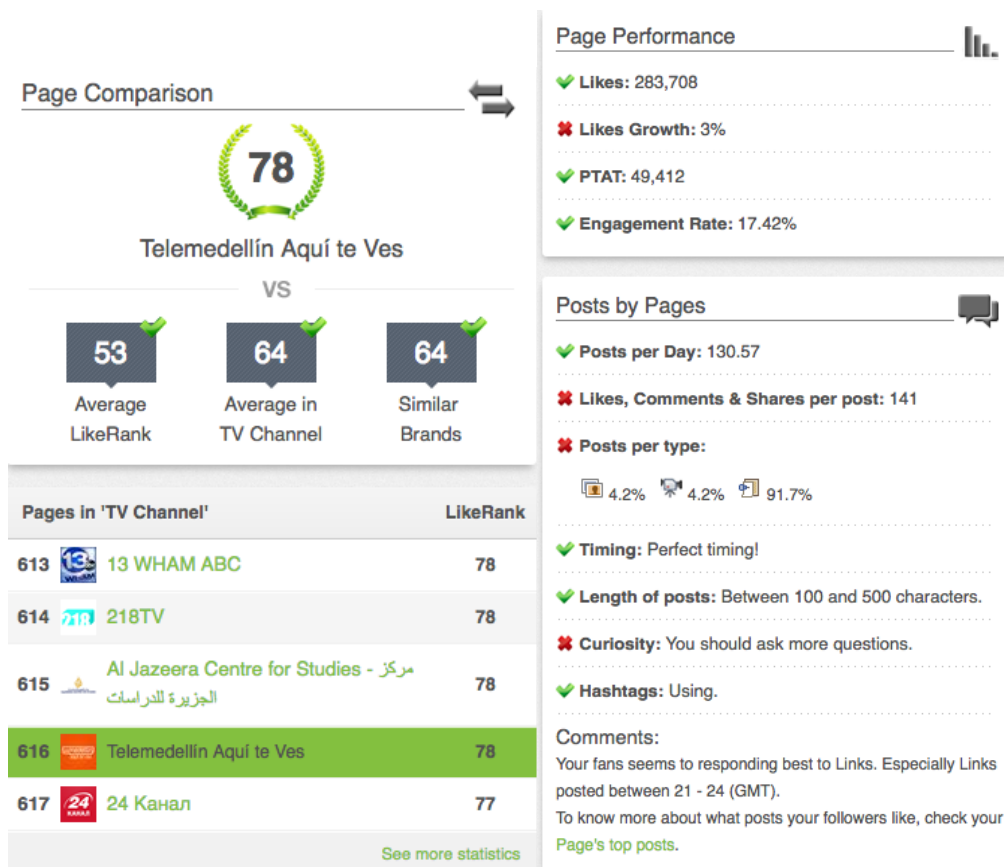 Page Comparison
78
Telemedellín Aquí te Ves
VS
53
64
64
Average
LikeRank
Average in
TV Channel
Similar
Brands
Pages in 'TV Channel' LikeRank
613 13 WHAM ABC 78
614 218 218TV 78
615 Al Jazeera Centre for Studies - مركز
الجزيرة للدراسات 78
616 Telemedellín Aquí te Ves 78
617 24 КАНАЛ 24 Канал 77
See more statistics
Page Performance
Likes: 283,708
Likes Growth: 3%
PTAT: 49,412
Engagement Rate: 17.42%
Posts by Pages
Posts per Day: 130.57
Likes, Comments & Shares per post: 141
Posts per type:
4.2% 4.2% 91.7%
Timing: Perfect timing!
Length of posts: Between 100 and 500 characters.
Curiosity: You should ask more questions.
Hashtags: Using.
Comments:
Your fans seems to responding best to Links. Especially Links
posted between 21 - 24 (GMT).
To know more about what posts your followers like, check your
Page's top posts.